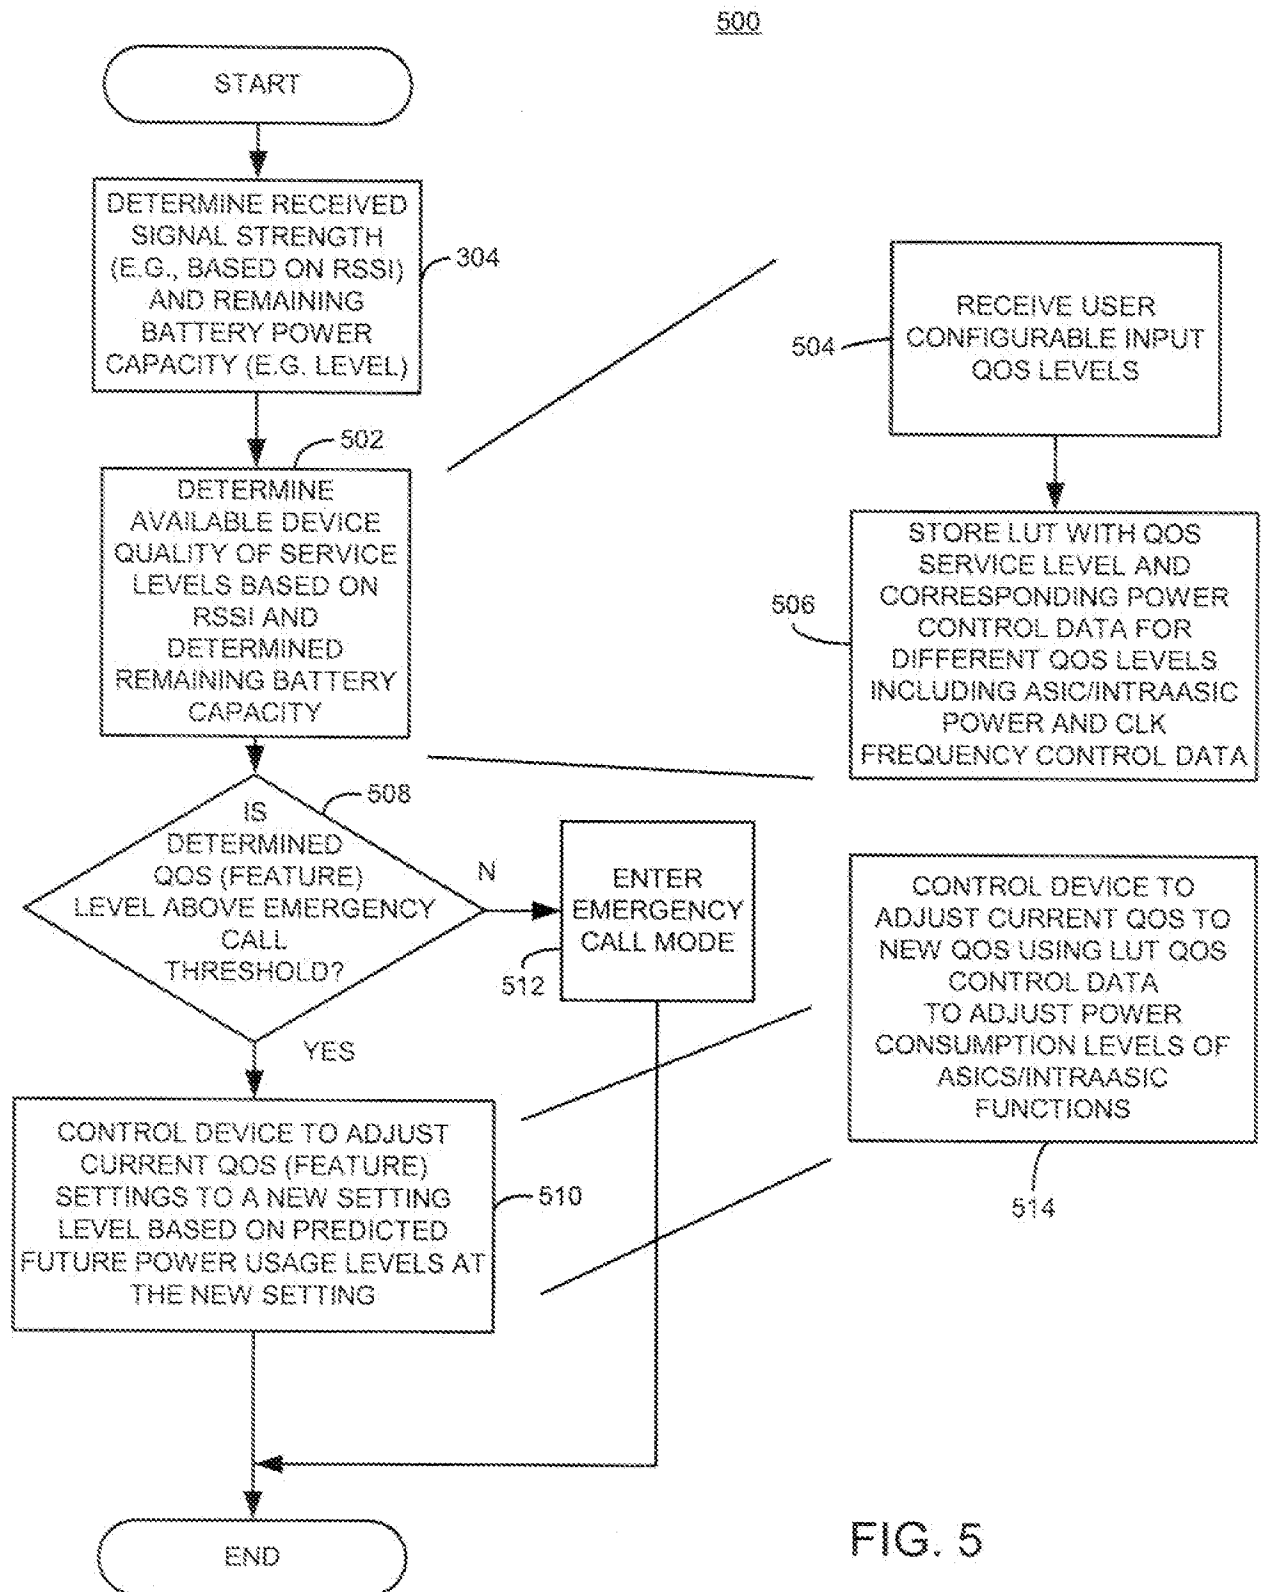 500
START
DETERMINE RECEIVED
SIGNAL STRENGTH
(E.G., BASED ON RSSI)
AND REMAINING
BATTERY POWER
CAPACITY (E.G. LEVEL)
304
502
DETERMINE
AVAILABLE DEVICE
QUALITY OF SERVICE
LEVELS BASED ON
RSSI AND
DETERMINED
REMAINING BATTERY
CAPACITY
504
RECEIVE USER
CONFIGURABLE INPUT
QOS LEVELS
506
STORE LUT WITH QOS
SERVICE LEVEL AND
CORRESPONDING POWER
CONTROL DATA FOR
DIFFERENT QOS LEVELS
INCLUDING ASIC/INTRAASIC
POWER AND CLK
FREQUENCY CONTROL DATA
508
IS
DETERMINED
QOS (FEATURE)
LEVEL ABOVE EMERGENCY
CALL
THRESHOLD?
N
ENTER
EMERGENCY
CALL MODE
512
YES
CONTROL DEVICE TO ADJUST
CURRENT QOS (FEATURE)
SETTINGS TO A NEW SETTING
LEVEL BASED ON PREDICTED
FUTURE POWER USAGE LEVELS AT
THE NEW SETTING
510
CONTROL DEVICE TO
ADJUST CURRENT QOS TO
NEW QOS USING LUT QOS
CONTROL DATA
TO ADJUST POWER
CONSUMPTION LEVELS OF
ASICS/INTRAASIC
FUNCTIONS
514
END
FIG. 5